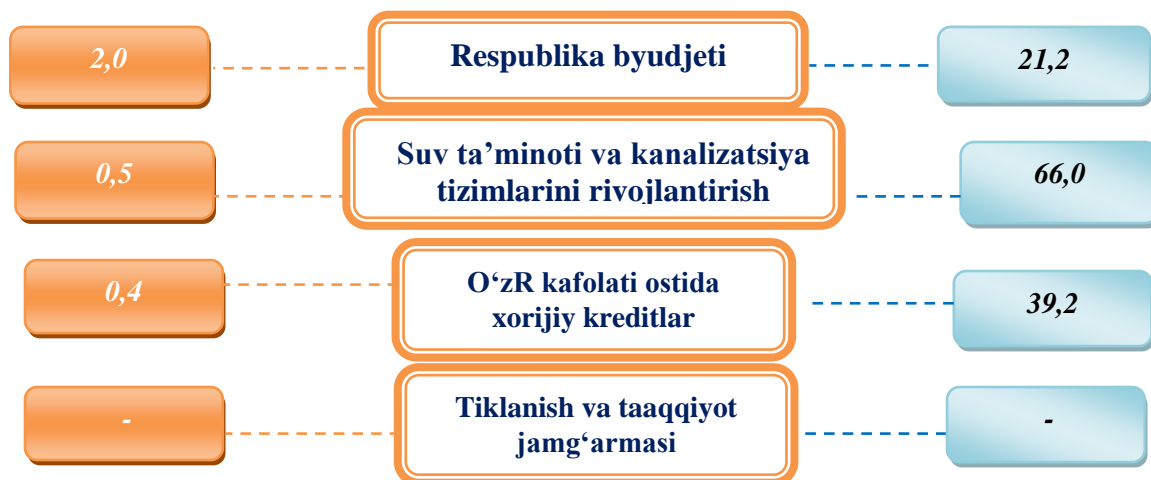 2,0
Respublika byudjeti
21,2
0,5
Suv ta’minoti va kanalizatsiya
tizimlarini rivojlantirish
66,0
0,4
O‘zR kafolati ostida
xorijiy kreditlar
39,2
-
Tiklanish va taaqqiyot
jamg‘armasi
-